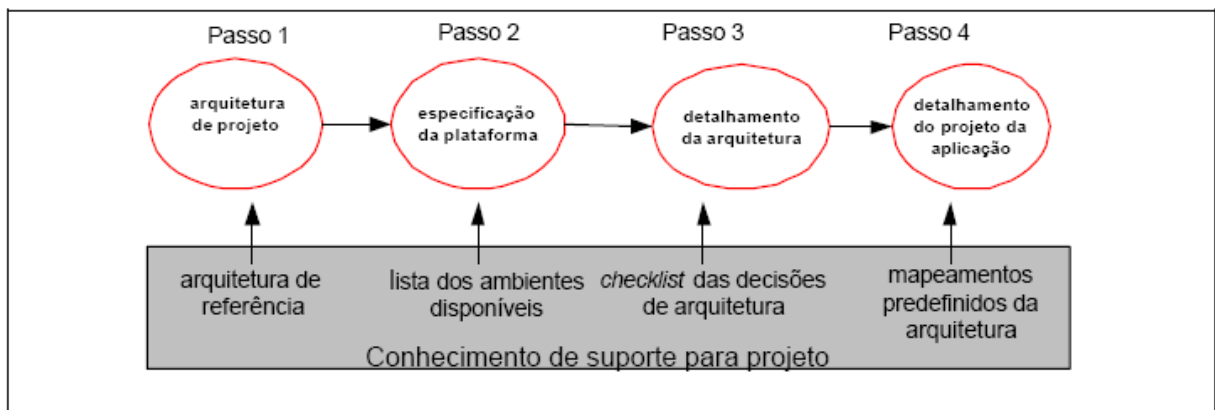 Passo 1
Passo 2
Passo 3
Passo 4
arquitetura
de projeto
especificação
da plataforma
detalhamento
da arquitetura
detalhamento
do projeto da
aplicação
arquitetura de
referência
lista dos ambientes
disponíveis
checklist das decisões
de arquitetura
mapeamentos
predefinidos da
arquitetura
Conhecimento de suporte para projeto